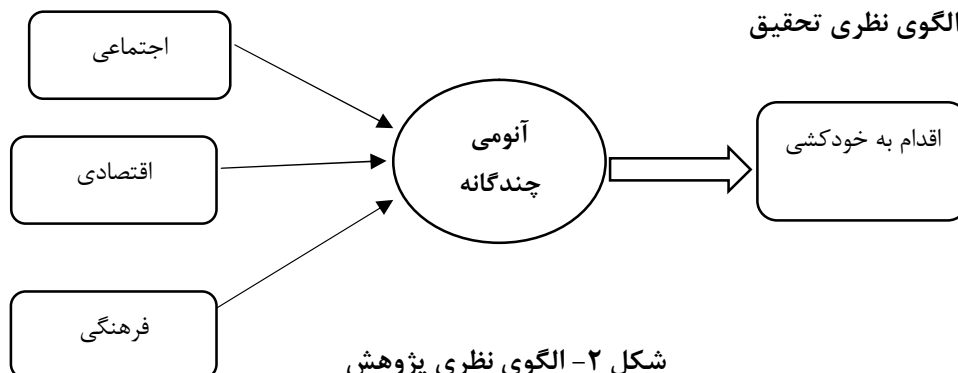 الگوی نظری تحقیق
اجتماعی
اقتصادی
فرهنگی
آنومی
چندگانه
اقدام به خودکشی
شکل ۲- الگوی نظری پژوهش